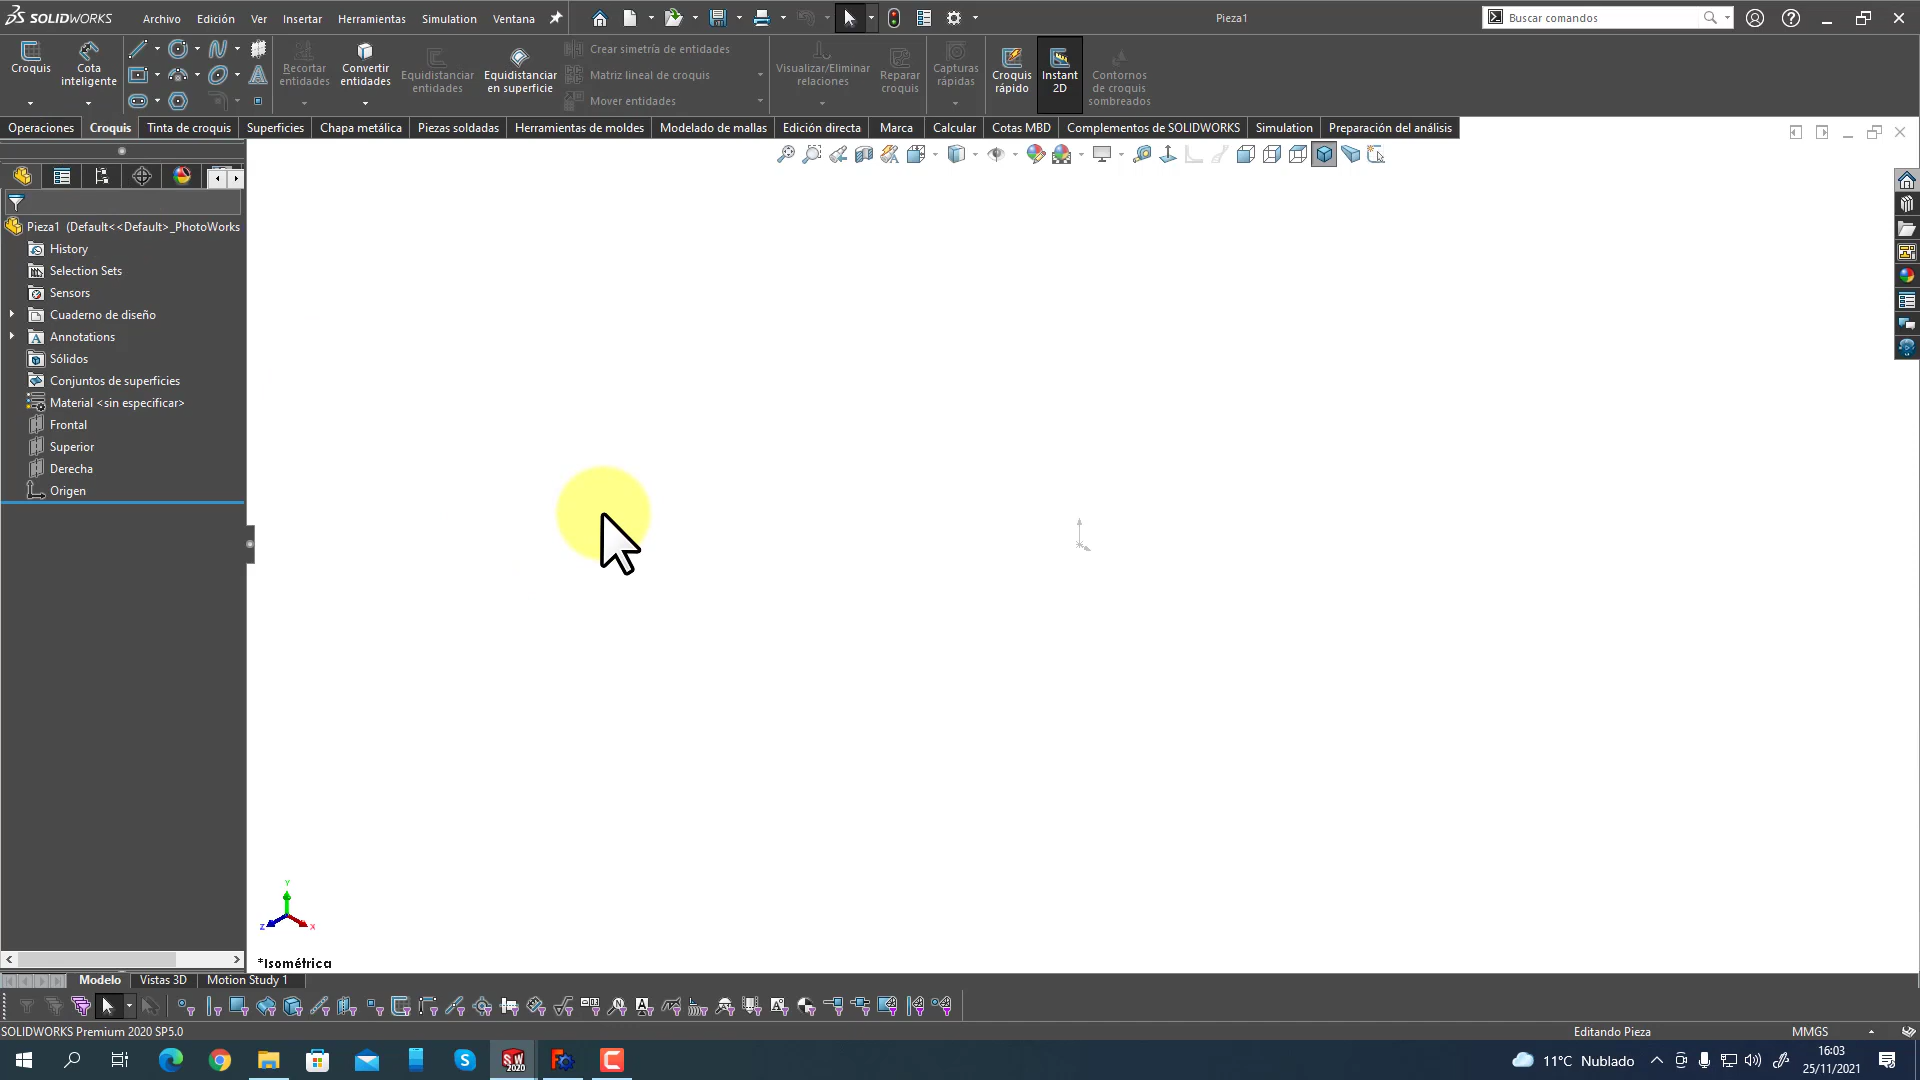 SOLIDWORKS
Archivo
Edición
Ver
Insertar
Herramientas
Simulation
Ventana
Pieza1
Buscar comandos
Croquis
Cota
inteligente
Recortar
entidades
Convertir
entidades
Equidistanciar
entidades
Equidistanciar
en superficie
Crear simetría de entidades
Matriz lineal de croquis
Mover entidades
Visualizar/Eliminar
relaciones
Reparar
croquis
Capturas
rápidas
Croquis
rápido
Instant
2D
Contornos
de croquis
sombreados
Operaciones
Croquis
Tinta de croquis
Superficies
Chapa metálica
Piezas soldadas
Herramientas de moldes
Modelado de mallas
Edición directa
Marca
Calcular
Cotas MBD
Complementos de SOLIDWORKS
Simulation
Preparación del análisis
Pieza1 (Default<<Default>_PhotoWorks
History
Selection Sets
Sensors
Cuaderno de diseño
Annotations
Sólidos
Conjuntos de superficies
Material <sin especificar>
Frontal
Superior
Derecha
Origen
Y
Z
X
*Isométrica
Modelo
Vistas 3D
Motion Study 1
SOLIDWORKS Premium 2020 SP5.0
Editando Pieza
MMGS
11°C Nublado
16:03
25/11/2021